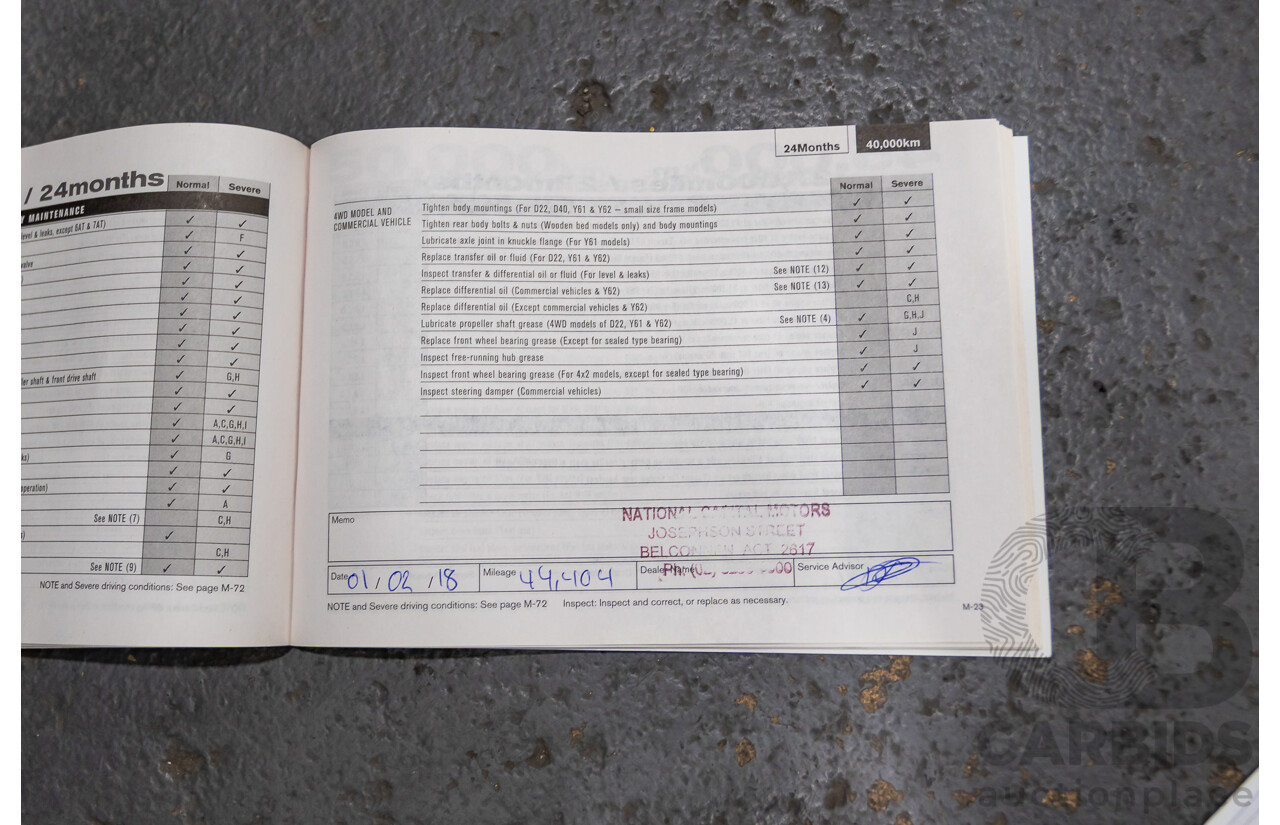 / 24months
Normal Severe
Y MAINTENANCE
level & leaks, except 6AT & 7AT) ✓ ✓
✓ F
valve ✓ ✓
) ✓ ✓
✓ ✓
✓ ✓
✓ ✓
✓ ✓
✓ ✓
er shaft & front drive shaft ✓ G,H
✓ ✓
✓ ✓
✓ A,C,G,H,I
✓ A,C,G,H,I
ks) ✓ G
✓ ✓
operation) ✓ ✓
✓ A
See NOTE (7) C,H
s) ✓
C,H
See NOTE (9) ✓ ✓
NOTE and Severe driving conditions: See page M-72
24Months 40,000km
Normal Severe
4WD MODEL AND
COMMERCIAL VEHICLE
Tighten body mountings (For D22, D40, Y61 & Y62 – small size frame models) ✓ ✓
Tighten rear body bolts & nuts (Wooden bed models only) and body mountings ✓ ✓
Lubricate axle joint in knuckle flange (For Y61 models) ✓ ✓
Replace transfer oil or fluid (For D22, Y61 & Y62) ✓ ✓
Inspect transfer & differential oil or fluid (For level & leaks) See NOTE (12) ✓ ✓
Replace differential oil (Commercial vehicles & Y62) See NOTE (13) ✓ ✓
Replace differential oil (Except commercial vehicles & Y62) C,H
Lubricate propeller shaft grease (4WD models of D22, Y61 & Y62) See NOTE (4) ✓ G,H,J
Replace front wheel bearing grease (Except for sealed type bearing) ✓ J
Inspect free-running hub grease ✓ J
Inspect front wheel bearing grease (For 4x2 models, except for sealed type bearing) ✓ ✓
Inspect steering damper (Commercial vehicles) ✓ ✓
Memo
NATIONAL CAPITAL MOTORS
JOSEPHSON STREET
BELCONNEN ACT 2617
Date 01/02/18 Mileage 44,404 Dealer Name Service Advisor
NOTE and Severe driving conditions: See page M-72 Inspect: Inspect and correct, or replace as necessary.
M-23
CARBIDS
auctionplace